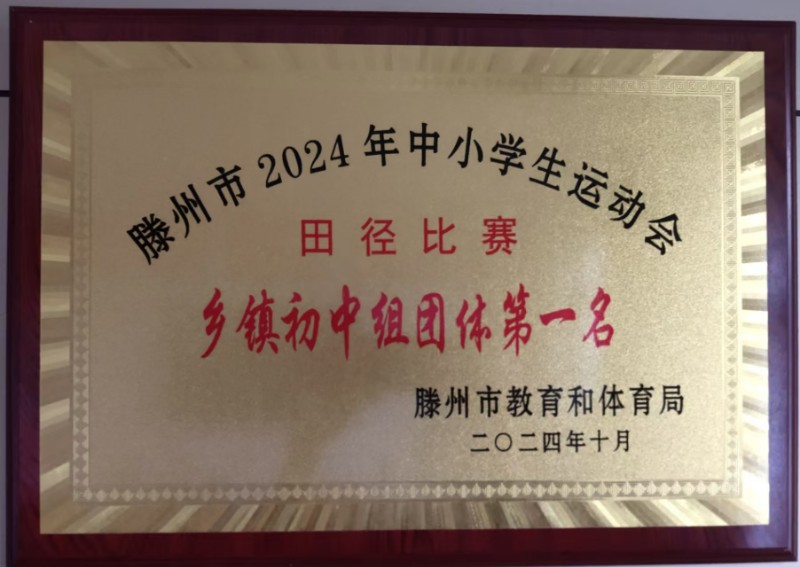 滕州市2024年中小学生运动会
田径比赛
乡镇初中组团体第一名
滕州市教育和体育局
二〇二四年十月